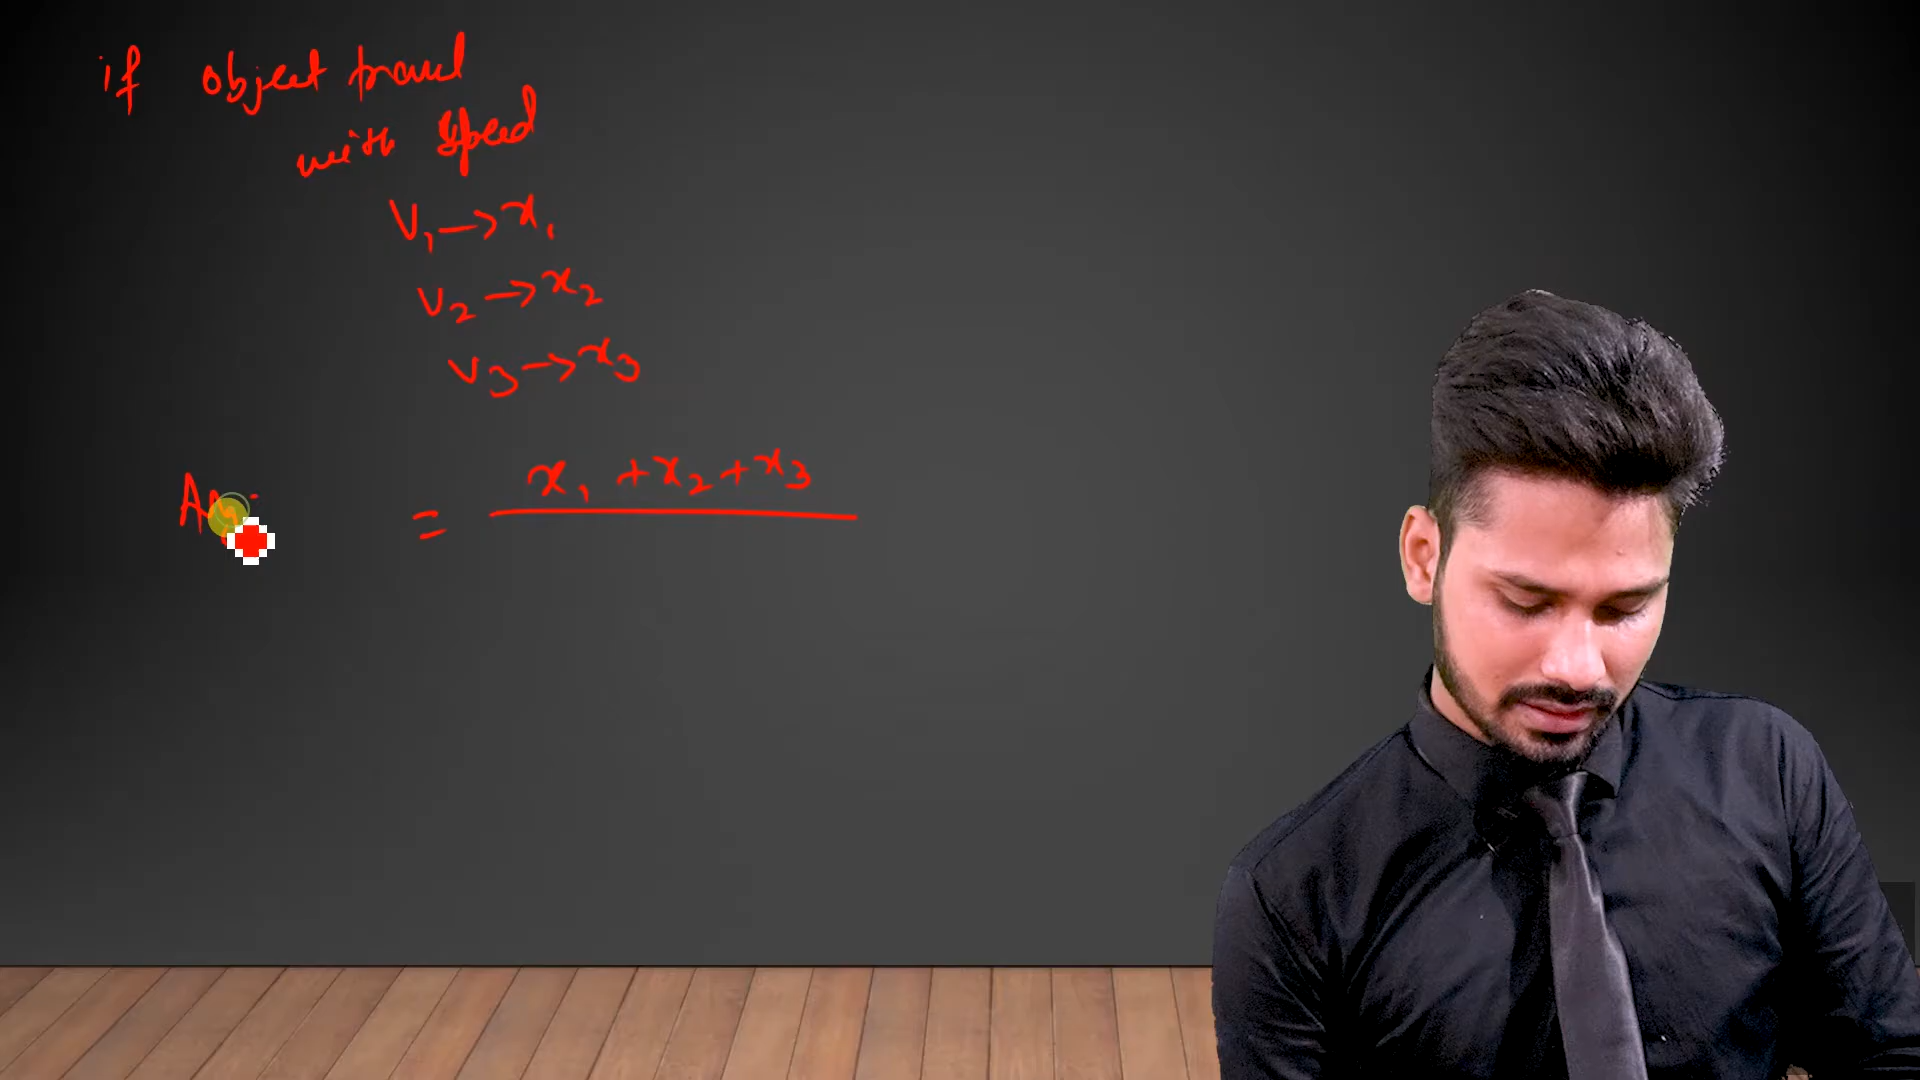 if object travel
with speed
V₁ → x₁
V₂ → x₂
V₃ → x₃
= x₁ + x₂ + x₃